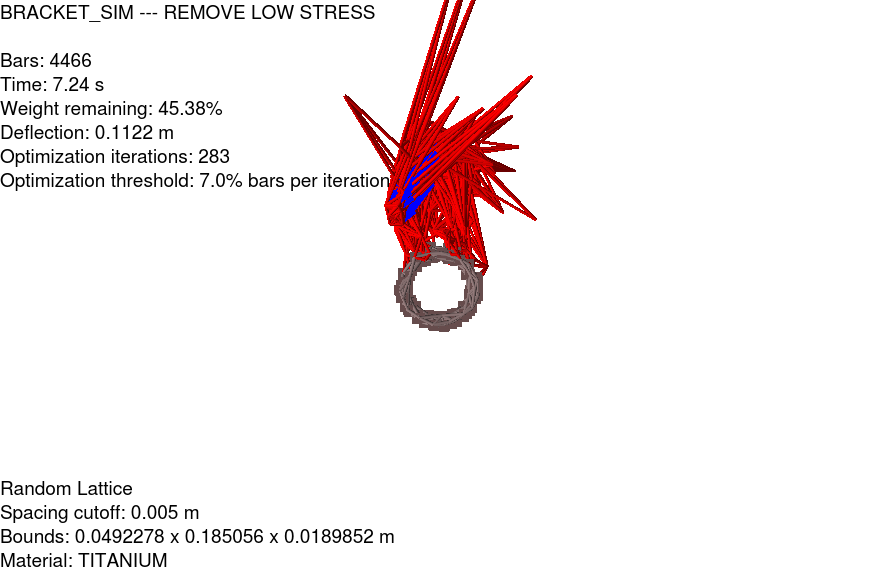 BRACKET_SIM --- REMOVE LOW STRESS
Bars: 4466
Time: 7.24 s
Weight remaining: 45.38%
Deflection: 0.1122 m
Optimization iterations: 283
Optimization threshold: 7.0% bars per iteration
Random Lattice
Spacing cutoff: 0.005 m
Bounds: 0.0492278 x 0.185056 x 0.0189852 m
Material: TITANIUM